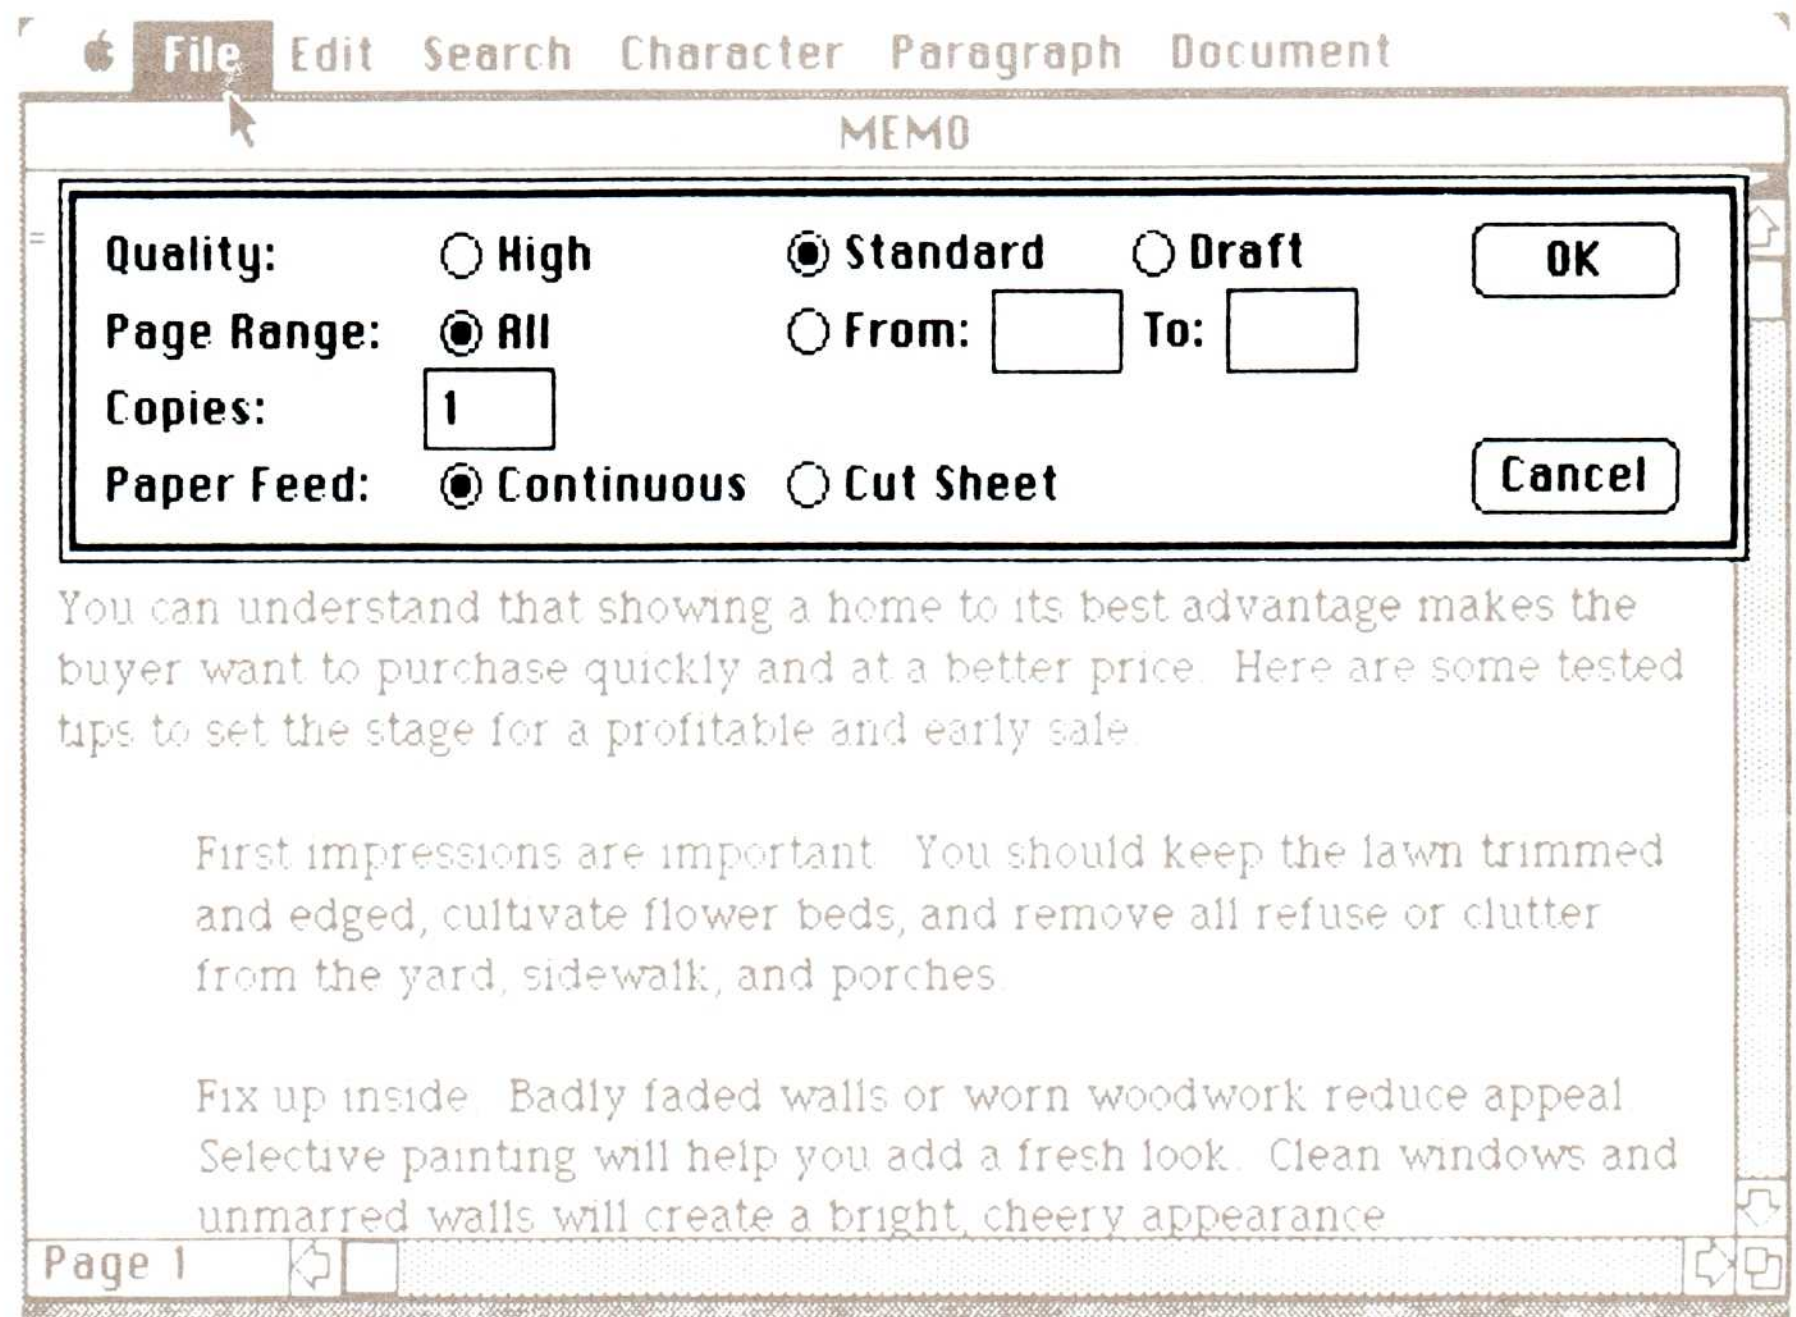 File Edit Search Character Paragraph Document
MEMO
Quality: High Standard Draft OK
Page Range: All From: To:
Copies: 1
Paper Feed: Continuous Cut Sheet Cancel
You can understand that showing a home to its best advantage makes the
buyer want to purchase quickly and at a better price. Here are some tested
tips to set the stage for a profitable and early sale.
First impressions are important. You should keep the lawn trimmed
and edged, cultivate flower beds, and remove all refuse or clutter
from the yard, sidewalk, and porches.
Fix up inside. Badly faded walls or worn woodwork reduce appeal.
Selective painting will help you add a fresh look. Clean windows and
unmarred walls will create a bright, cheery appearance.
Page 1